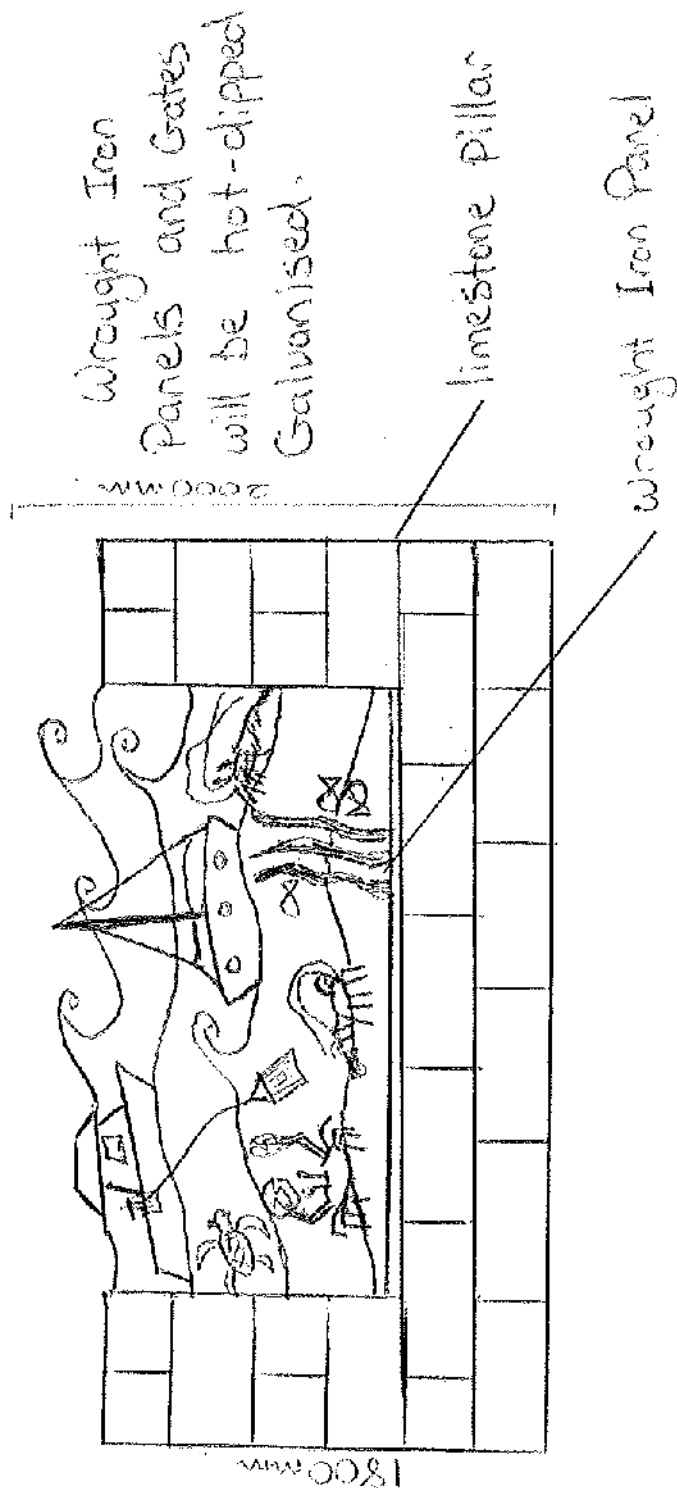 Wrought Iron
Panels and Gates
will be hot-dipped
Galvanised.
2000mm
limestone pillar
Wrought Iron Panel
1800mm